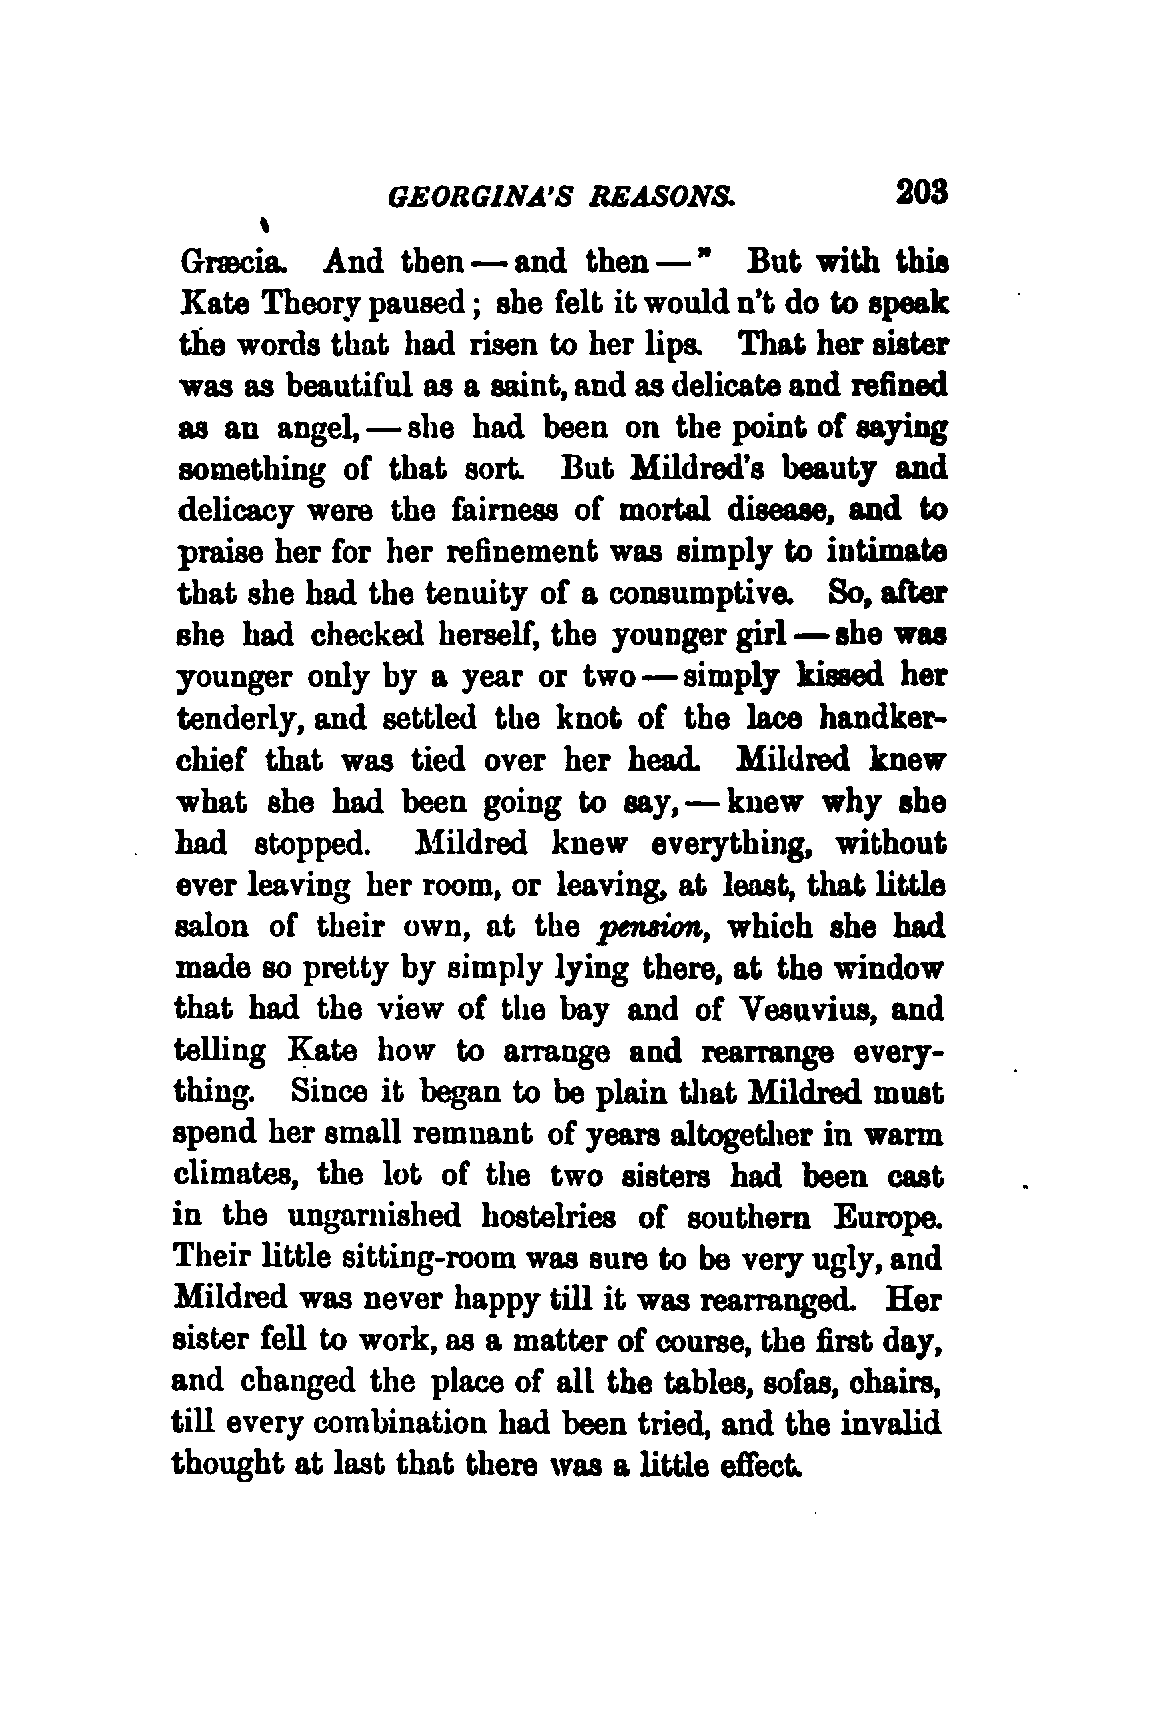 GEORGINA'S REASONS. 203
Græcia. And then — and then — " But with this
Kate Theory paused; she felt it would n't do to speak
the words that had risen to her lips. That her sister
was as beautiful as a saint, and as delicate and refined
as an angel, — she had been on the point of saying
something of that sort. But Mildred's beauty and
delicacy were the fairness of mortal disease, and to
praise her for her refinement was simply to intimate
that she had the tenuity of a consumptive. So, after
she had checked herself, the younger girl — she was
younger only by a year or two — simply kissed her
tenderly, and settled the knot of the lace handker-
chief that was tied over her head. Mildred knew
what she had been going to say, — knew why she
had stopped. Mildred knew everything, without
ever leaving her room, or leaving, at least, that little
salon of their own, at the pension, which she had
made so pretty by simply lying there, at the window
that had the view of the bay and of Vesuvius, and
telling Kate how to arrange and rearrange every-
thing. Since it began to be plain that Mildred must
spend her small remnant of years altogether in warm
climates, the lot of the two sisters had been cast
in the ungarnished hostelries of southern Europe.
Their little sitting-room was sure to be very ugly, and
Mildred was never happy till it was rearranged. Her
sister fell to work, as a matter of course, the first day,
and changed the place of all the tables, sofas, chairs,
till every combination had been tried, and the invalid
thought at last that there was a little effect.